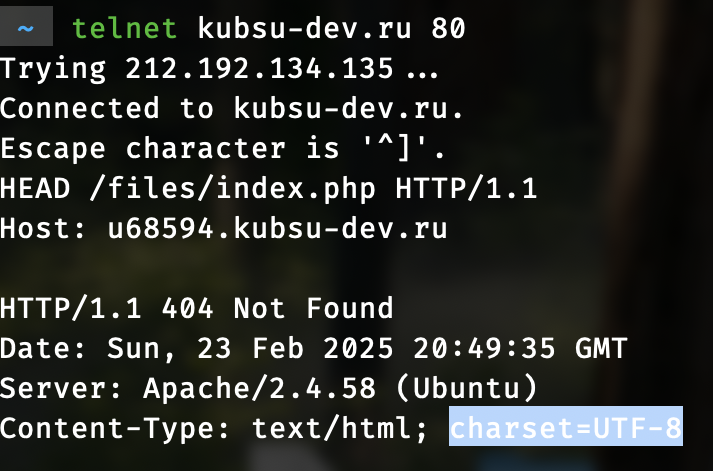 ~ telnet kubsu-dev.ru 80
Trying 212.192.134.135...
Connected to kubsu-dev.ru.
Escape character is '^]'.
HEAD /files/index.php HTTP/1.1
Host: u68594.kubsu-dev.ru
HTTP/1.1 404 Not Found
Date: Sun, 23 Feb 2025 20:49:35 GMT
Server: Apache/2.4.58 (Ubuntu)
Content-Type: text/html; charset=UTF-8